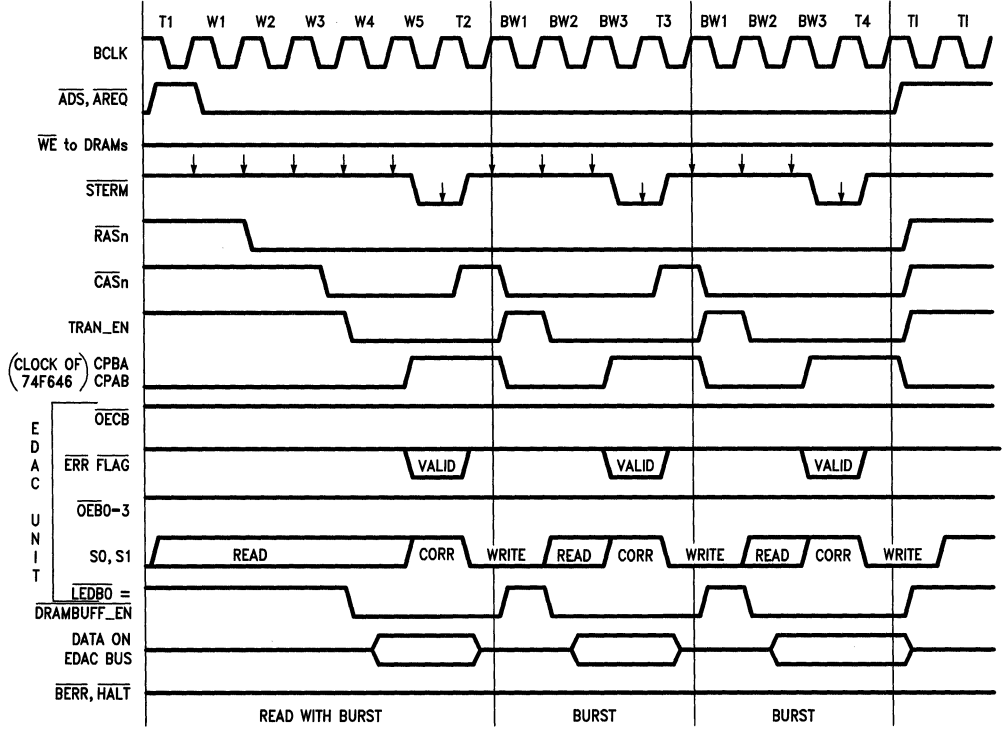 T1 W1 W2 W3 W4 W5 T2 BW1 BW2 BW3 T3 BW1 BW2 BW3 T4 TI TI
BCLK
ADS, AREQ
WE to DRAMs
STERM
RASn
CASn
TRAN_EN
(CLOCK OF 74F646) CPBA CPAB
EDAC UNIT
OECB
ERR FLAG VALID VALID VALID
OEB0-3
S0, S1 READ CORR WRITE READ CORR WRITE READ CORR WRITE
LEDBO =
DRAMBUFF_EN
DATA ON
EDAC BUS
BERR, HALT
READ WITH BURST BURST BURST